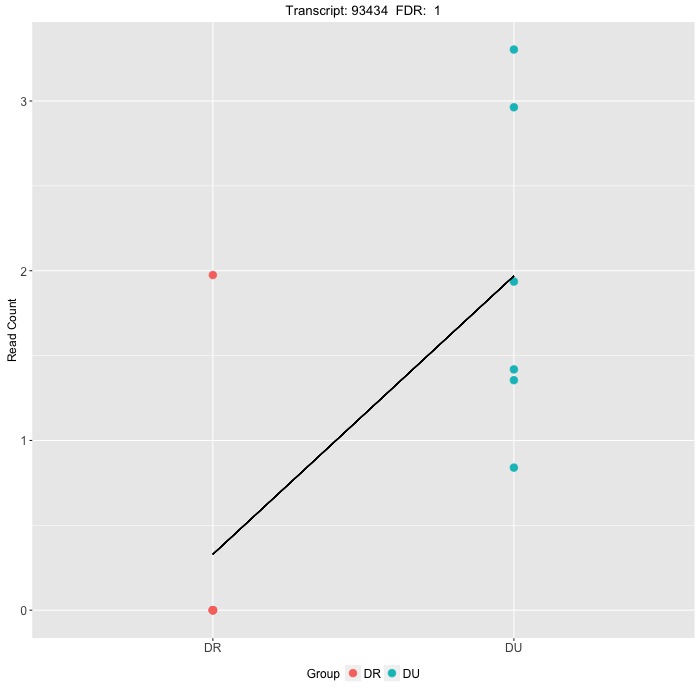 Transcript: 93434 FDR: 1
Read Count
3
2
1
0
DR DU
Group DR DU